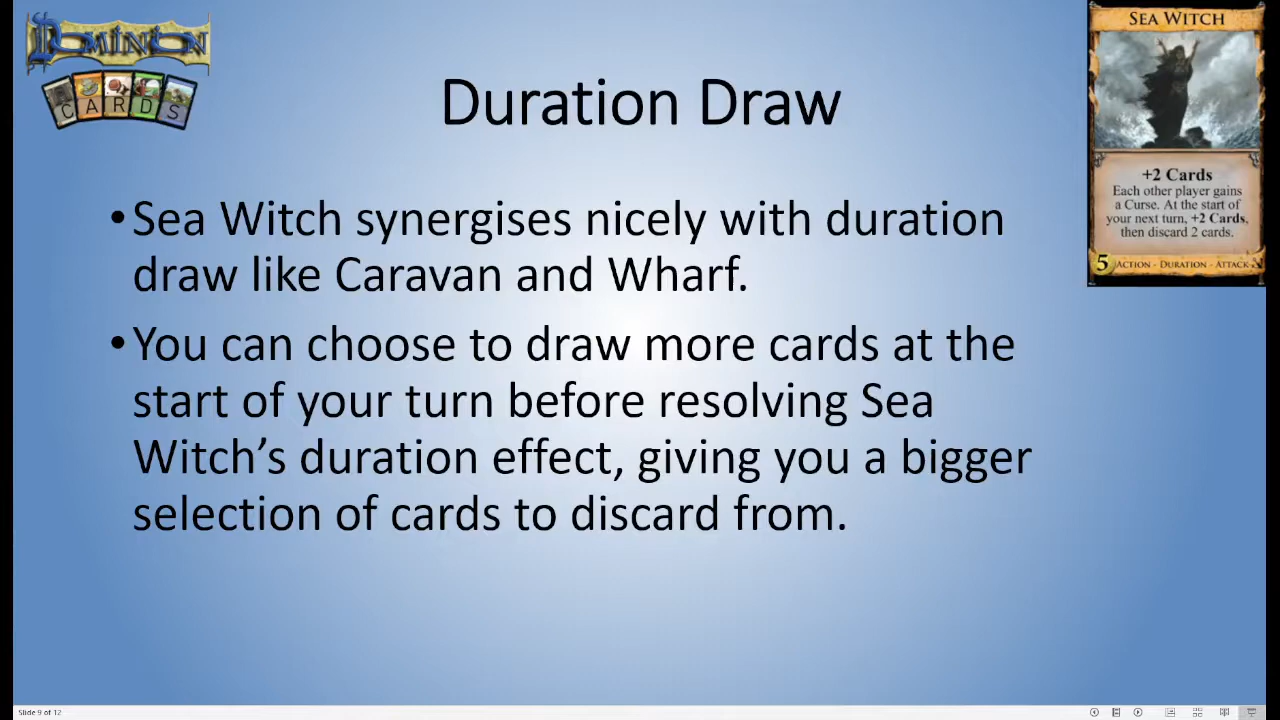 DOMINION
CARDS
Duration Draw
•Sea Witch synergises nicely with duration
draw like Caravan and Wharf.
•You can choose to draw more cards at the
start of your turn before resolving Sea
Witch’s duration effect, giving you a bigger
selection of cards to discard from.
SEA WITCH
+2 Cards
Each other player gains
a Curse. At the start of
your next turn, +2 Cards,
then discard 2 cards.
5 ACTION - DURATION - ATTACK
Slide 9 of 12